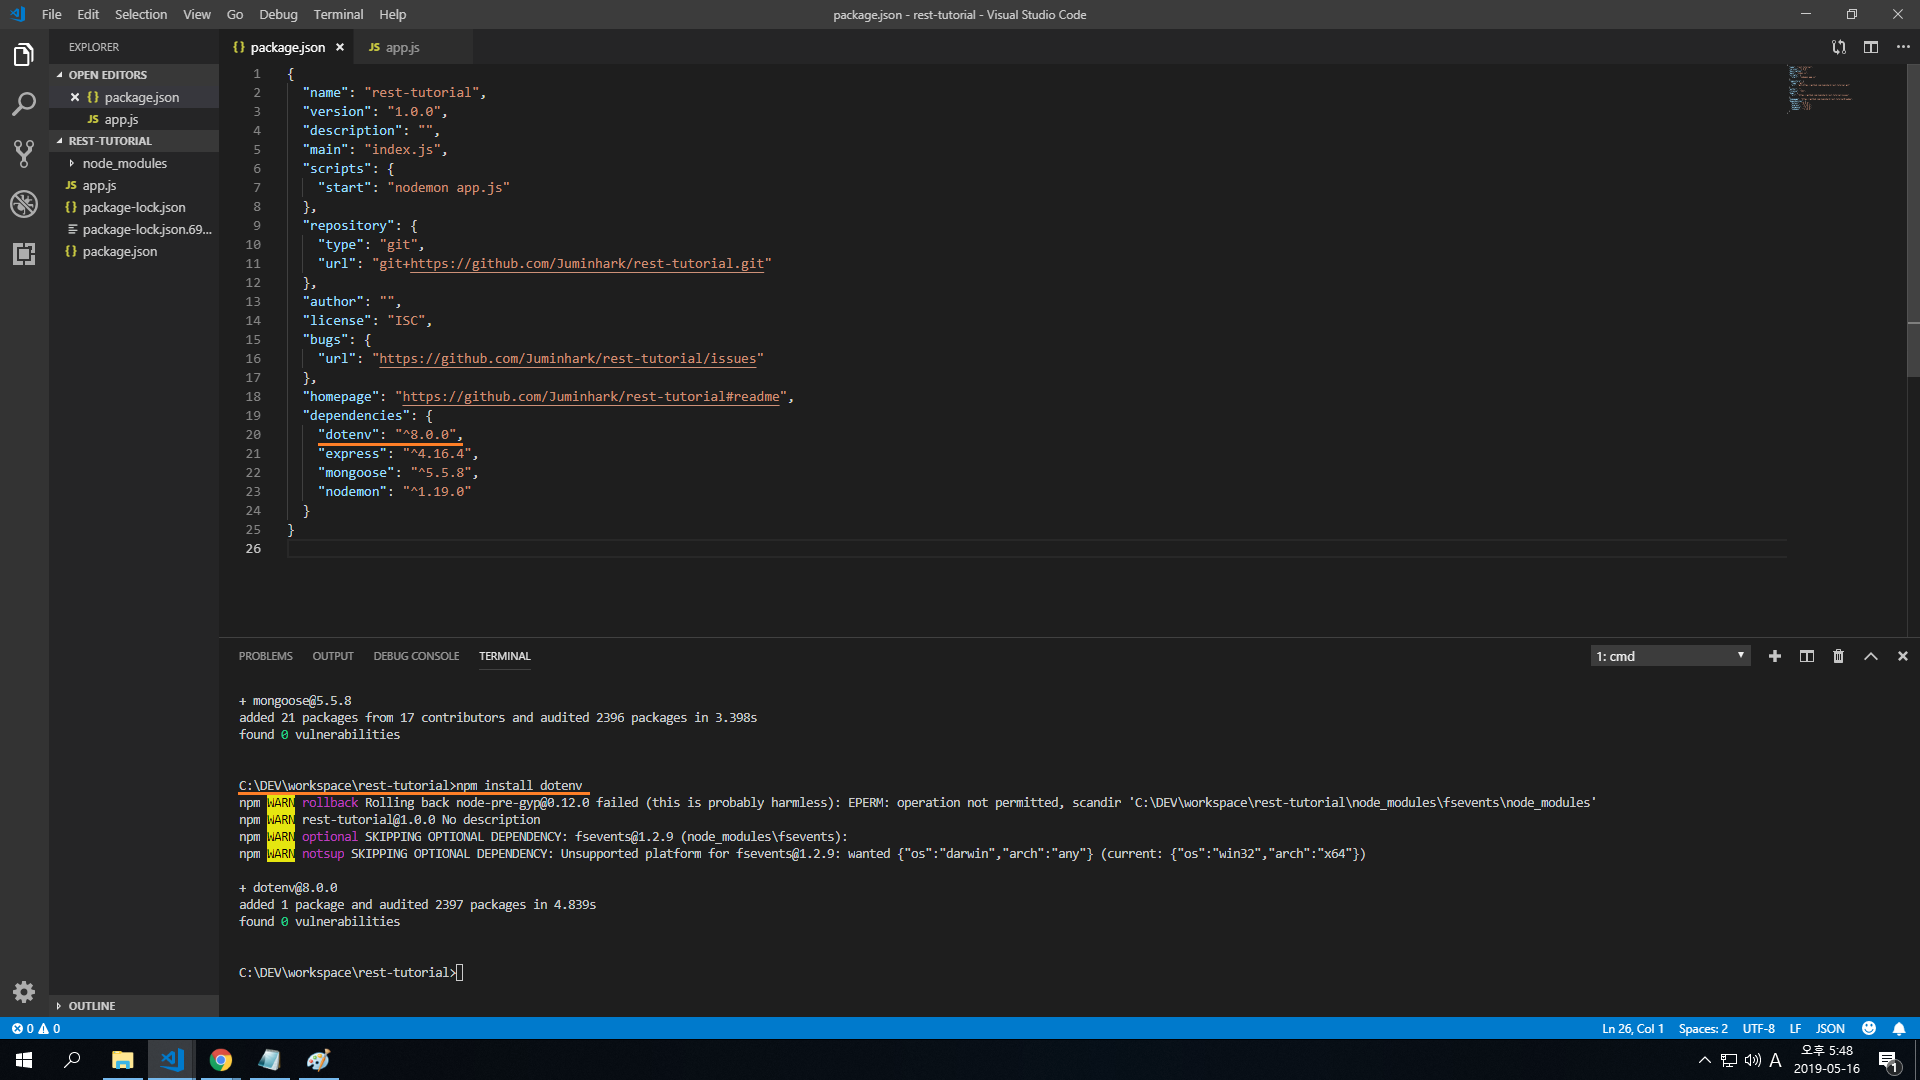 File Edit Selection View Go Debug Terminal Help
package.json - rest-tutorial - Visual Studio Code
EXPLORER
OPEN EDITORS
{} package.json
JS app.js
REST-TUTORIAL
node_modules
JS app.js
{} package-lock.json
package-lock.json.69...
{} package.json
OUTLINE
{} package.json
JS app.js
1 {
2 "name": "rest-tutorial",
3 "version": "1.0.0",
4 "description": "",
5 "main": "index.js",
6 "scripts": {
7 "start": "nodemon app.js"
8 },
9 "repository": {
10 "type": "git",
11 "url": "git+https://github.com/Juminhark/rest-tutorial.git"
12 },
13 "author": "",
14 "license": "ISC",
15 "bugs": {
16 "url": "https://github.com/Juminhark/rest-tutorial/issues"
17 },
18 "homepage": "https://github.com/Juminhark/rest-tutorial#readme",
19 "dependencies": {
20 "dotenv": "^8.0.0",
21 "express": "^4.16.4",
22 "mongoose": "^5.5.8",
23 "nodemon": "^1.19.0"
24 }
25 }
26
PROBLEMS OUTPUT DEBUG CONSOLE TERMINAL
1: cmd
+ mongoose@5.5.8
added 21 packages from 17 contributors and audited 2396 packages in 3.398s
found 0 vulnerabilities
C:\DEV\workspace\rest-tutorial>npm install dotenv
npm WARN rollback Rolling back node-pre-gyp@0.12.0 failed (this is probably harmless): EPERM: operation not permitted, scandir 'C:\DEV\workspace\rest-tutorial\node_modules\fsevents\node_modules'
npm WARN rest-tutorial@1.0.0 No description
npm WARN optional SKIPPING OPTIONAL DEPENDENCY: fsevents@1.2.9 (node_modules\fsevents):
npm WARN notsup SKIPPING OPTIONAL DEPENDENCY: Unsupported platform for fsevents@1.2.9: wanted {"os":"darwin","arch":"any"} (current: {"os":"win32","arch":"x64"})
+ dotenv@8.0.0
added 1 package and audited 2397 packages in 4.839s
found 0 vulnerabilities
C:\DEV\workspace\rest-tutorial>
0 0
Ln 26, Col 1 Spaces: 2 UTF-8 LF JSON
A
오후 5:48
2019-05-16
1